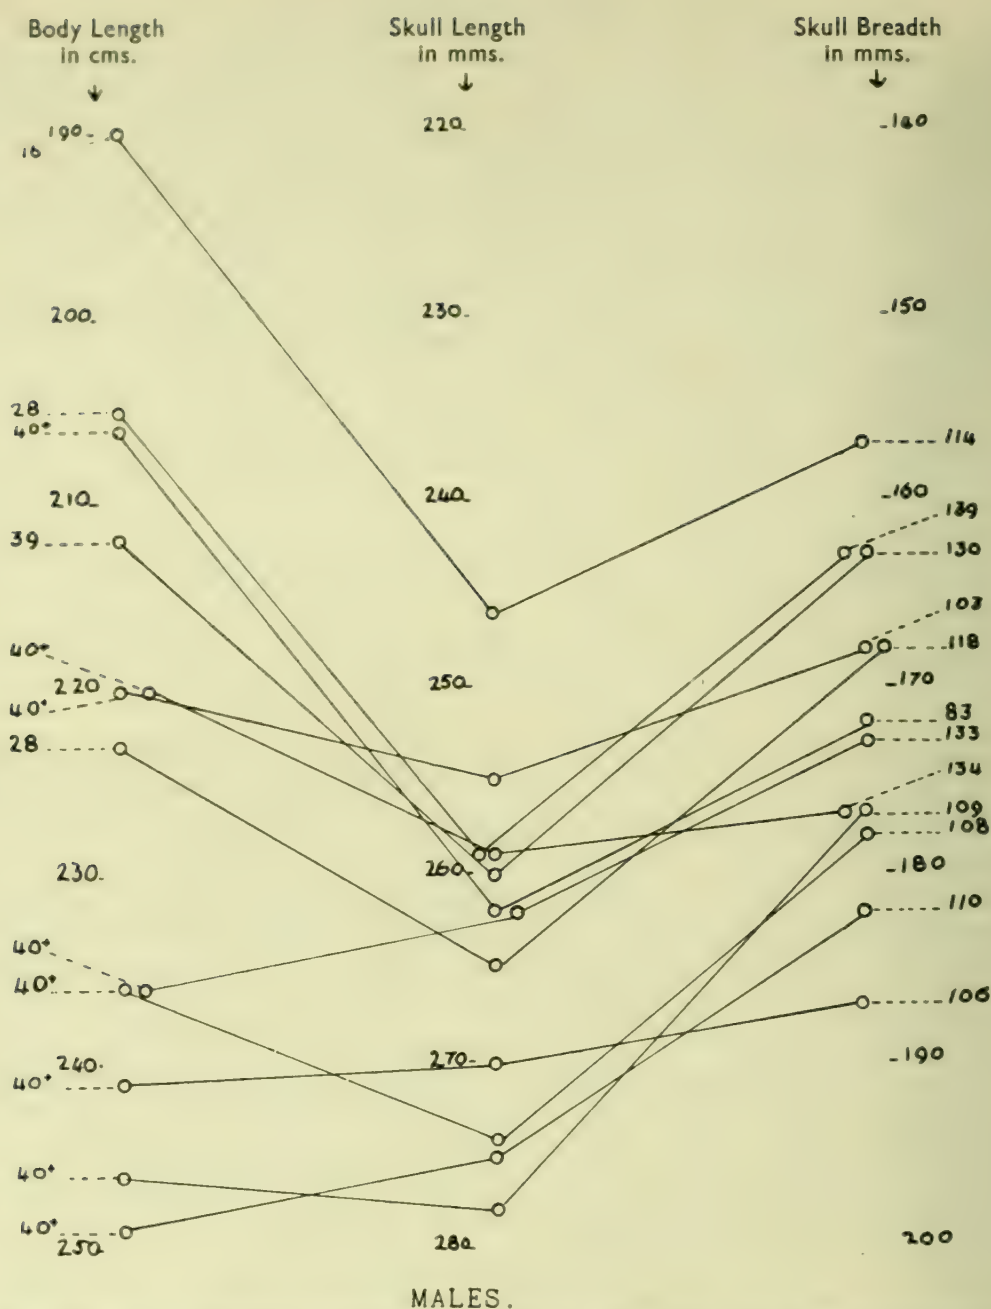 Body Length Skull Length Skull Breadth
in cms. in mms. in mms.
220. -140
190-
16
200. 230. -150
28
40+ 114
210- 240- -160
139
39 130
103
40+ 118
220 250. -170
40+ 83
28 133
134
109
108
230. 260. -180
110
40+
40+ 106
240. 270- -190
40+
40+
40+
250 280 200
MALES.